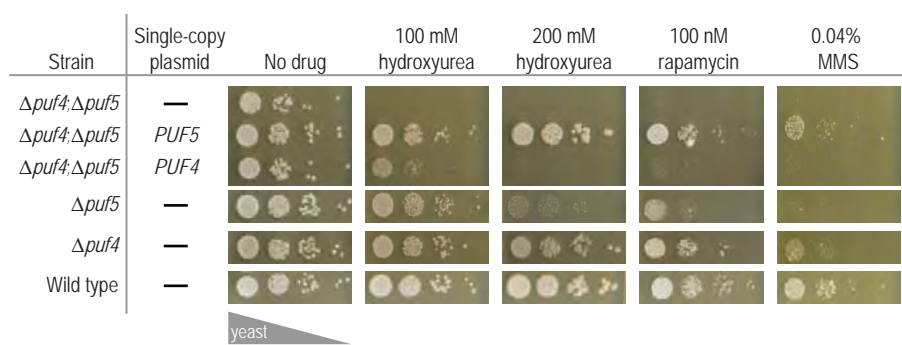 Strain Single-copy plasmid No drug 100 mM hydroxyurea 200 mM hydroxyurea 100 nM rapamycin 0.04% MMS
Δpuf4;Δpuf5 —
Δpuf4;Δpuf5 PUF5
Δpuf4;Δpuf5 PUF4
Δpuf5 —
Δpuf4 —
Wild type —
yeast